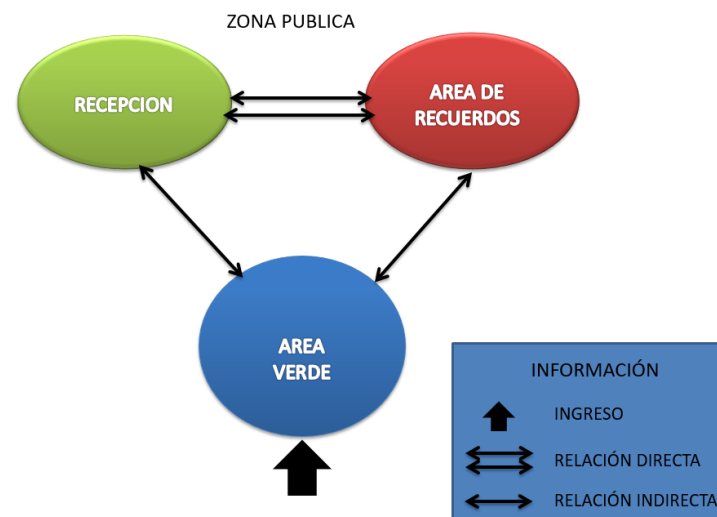 ZONA PUBLICA
RECEPCION
AREA DE
RECUERDOS
AREA
VERDE
INFORMACIÓN
INGRESO
RELACIÓN DIRECTA
RELACIÓN INDIRECTA